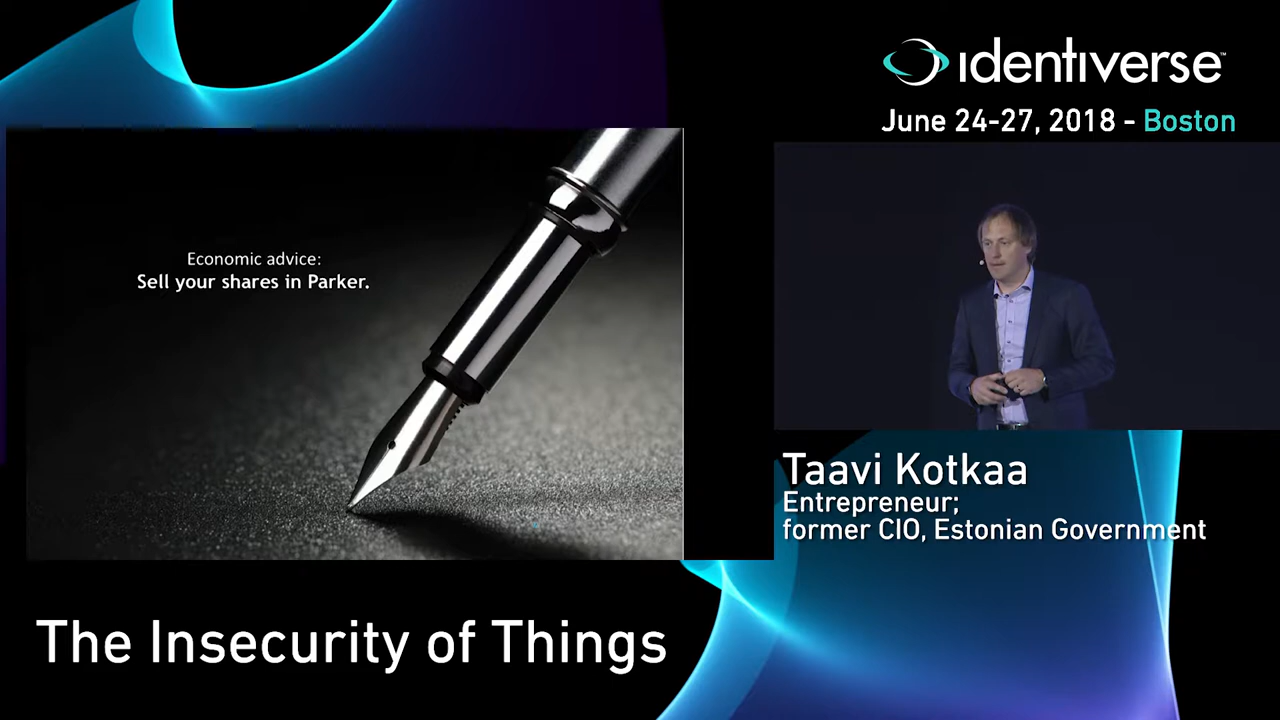 identiverse™
June 24-27, 2018 - Boston
Economic advice:
Sell your shares in Parker.
Taavi Kotkaa
Entrepreneur;
former CIO, Estonian Government
The Insecurity of Things